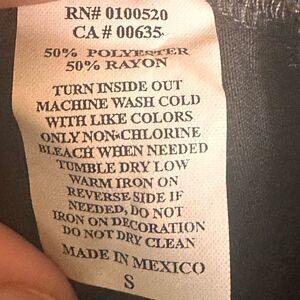 RN# 0100520
CA # 00635
50% POLYESTER
50% RAYON
TURN INSIDE OUT
MACHINE WASH COLD
WITH LIKE COLORS
ONLY NON-CHLORINE
BLEACH WHEN NEEDED
TUMBLE DRY LOW
WARM IRON ON
REVERSE SIDE IF
NEEDED, DO NOT
IRON ON DECORATION
DO NOT DRY CLEAN
MADE IN MEXICO
S